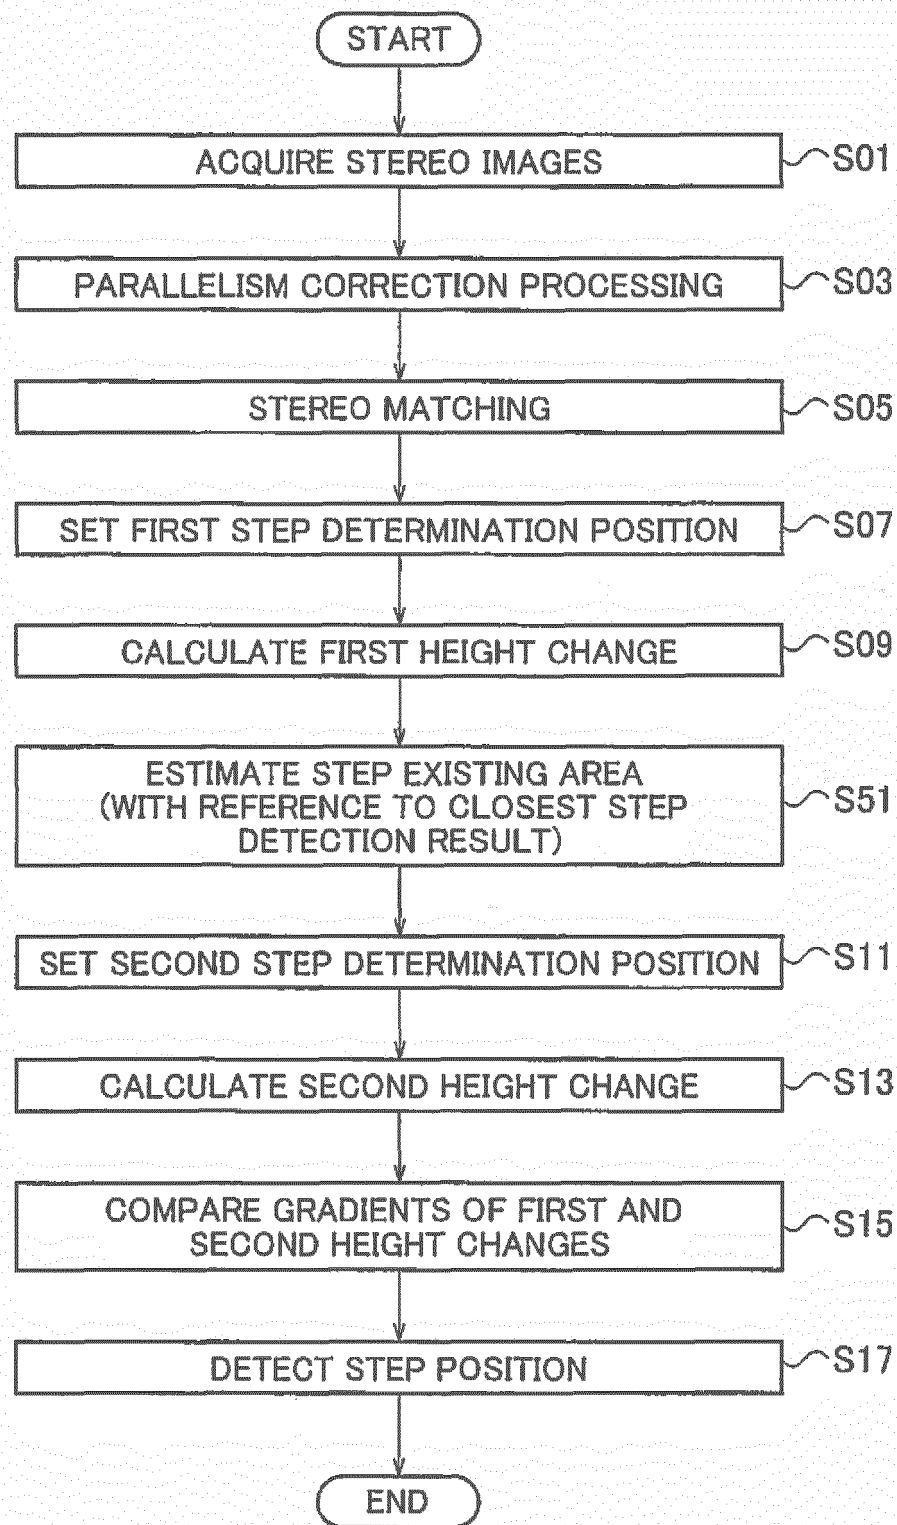 START
ACQUIRE STEREO IMAGES
S01
PARALLELISM CORRECTION PROCESSING
S03
STEREO MATCHING
S05
SET FIRST STEP DETERMINATION POSITION
S07
CALCULATE FIRST HEIGHT CHANGE
S09
ESTIMATE STEP EXISTING AREA
(WITH REFERENCE TO CLOSEST STEP
DETECTION RESULT)
S51
SET SECOND STEP DETERMINATION POSITION
S11
CALCULATE SECOND HEIGHT CHANGE
S13
COMPARE GRADIENTS OF FIRST AND
SECOND HEIGHT CHANGES
S15
DETECT STEP POSITION
S17
END